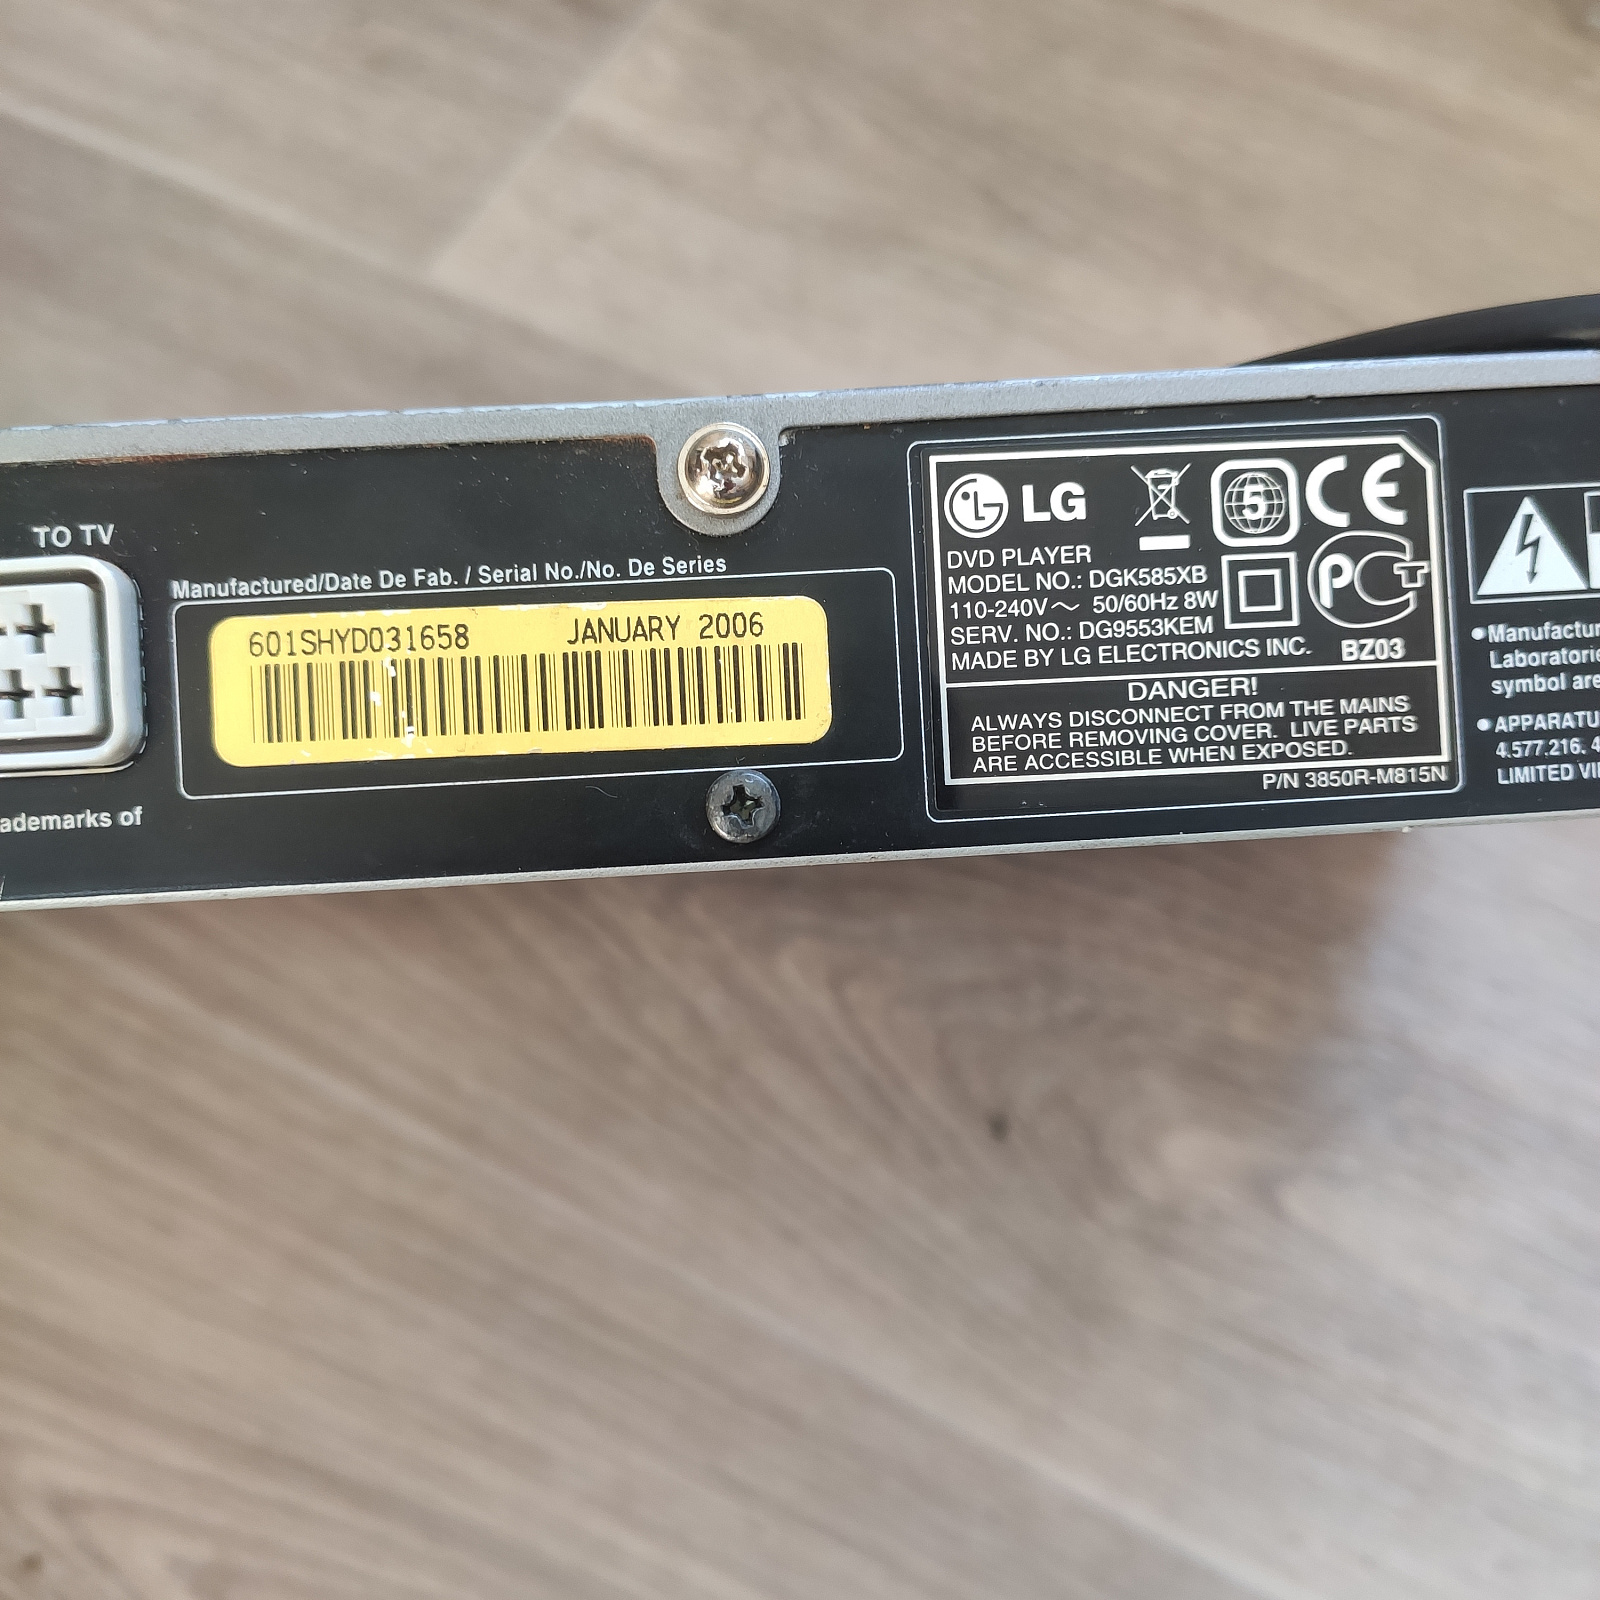 TO TV
ademarks of
Manufactured/Date De Fab. / Serial No./No. De Series
601SHYD031658 JANUARY 2006
LG 5 CE
DVD PLAYER
MODEL NO.: DGK585XB
110-240V~ 50/60Hz 8W
SERV. NO.: DG9553KEM
MADE BY LG ELECTRONICS INC. BZ03
PCT
DANGER!
ALWAYS DISCONNECT FROM THE MAINS
BEFORE REMOVING COVER. LIVE PARTS
ARE ACCESSIBLE WHEN EXPOSED.
P/N 3850R-M815N
•Manufactur
Laboratorie
symbol are
•APPARATU
4.577.216. 4
LIMITED VI